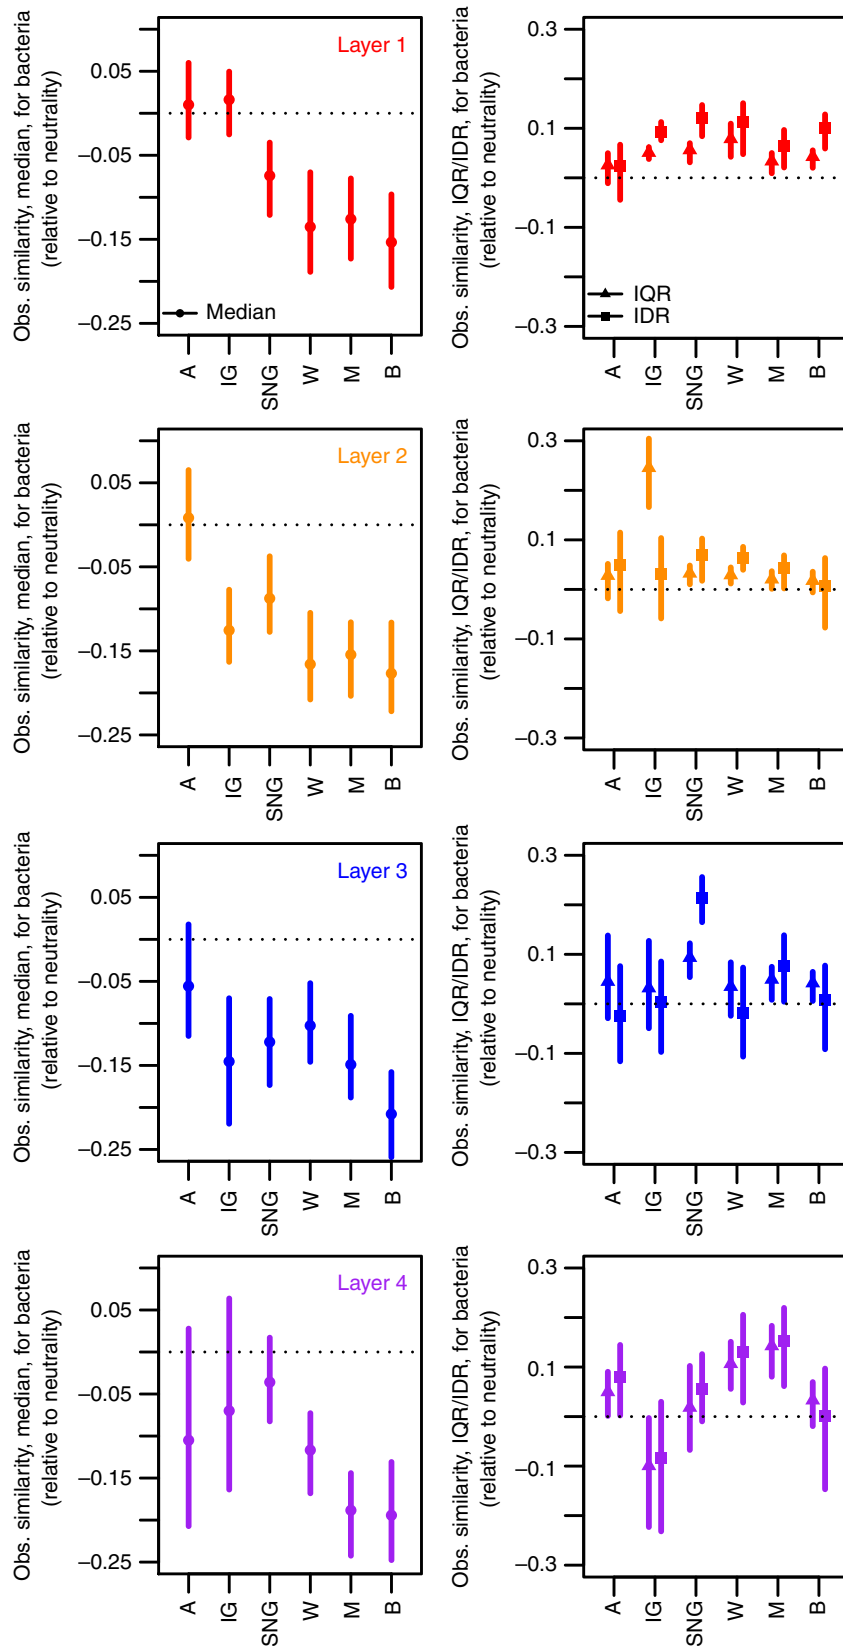 Obs. similarity, median, for bacteria
(relative to neutrality)
0.05
−0.05
−0.15
−0.25
Layer 1
Median
A
IG
SNG
W
M
B
Obs. similarity, IQR/IDR, for bacteria
(relative to neutrality)
0.3
0.1
−0.1
−0.3
IQR
IDR
A
IG
SNG
W
M
B
Obs. similarity, median, for bacteria
(relative to neutrality)
0.05
−0.05
−0.15
−0.25
Layer 2
A
IG
SNG
W
M
B
Obs. similarity, IQR/IDR, for bacteria
(relative to neutrality)
0.3
0.1
−0.1
−0.3
A
IG
SNG
W
M
B
Obs. similarity, median, for bacteria
(relative to neutrality)
0.05
−0.05
−0.15
−0.25
Layer 3
A
IG
SNG
W
M
B
Obs. similarity, IQR/IDR, for bacteria
(relative to neutrality)
0.3
0.1
−0.1
−0.3
A
IG
SNG
W
M
B
Obs. similarity, median, for bacteria
(relative to neutrality)
0.05
−0.05
−0.15
−0.25
Layer 4
A
IG
SNG
W
M
B
Obs. similarity, IQR/IDR, for bacteria
(relative to neutrality)
0.3
0.1
−0.1
−0.3
A
IG
SNG
W
M
B